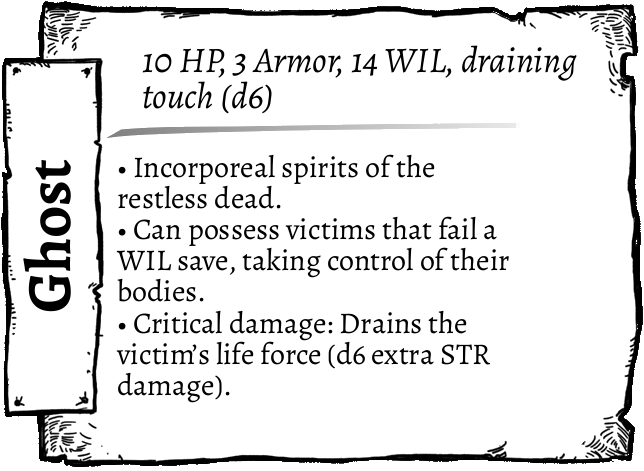 Ghost
10 HP, 3 Armor, 14 WIL, draining
touch (d6)
• Incorporeal spirits of the
restless dead.
• Can possess victims that fail a
WIL save, taking control of their
bodies.
• Critical damage: Drains the
victim’s life force (d6 extra STR
damage).